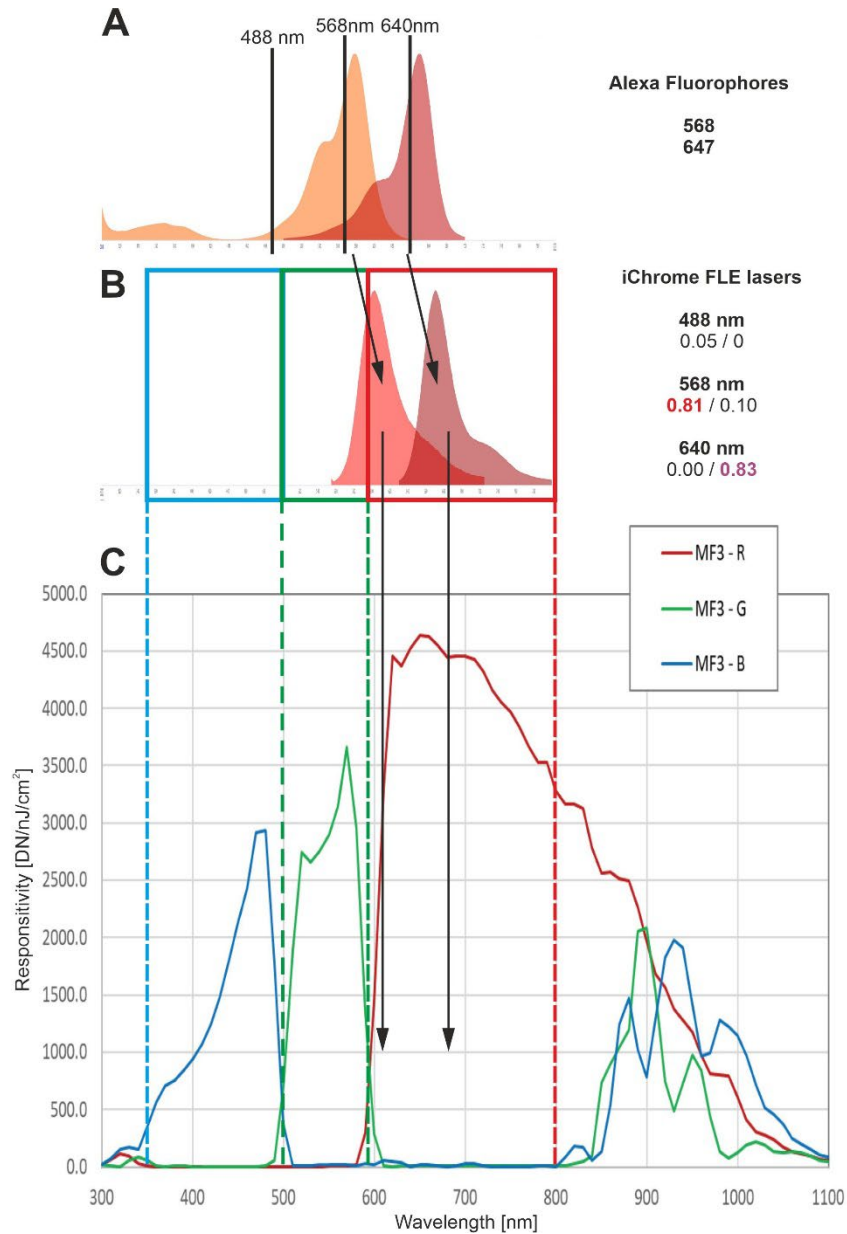 A
488 nm
568nm
640nm
Alexa Fluorophores
568
647
B
iChrome FLE lasers
488 nm
0.05 / 0
568 nm
0.81 / 0.10
640 nm
0.00 / 0.83
C
MF3 - R
MF3 - G
MF3 - B
5000.0
4500.0
4000.0
3500.0
3000.0
2500.0
2000.0
1500.0
1000.0
500.0
0.0
Responsitivity [DN/nJ/cm²]
300 400 500 600 700 800 900 1000 1100
Wavelength [nm]